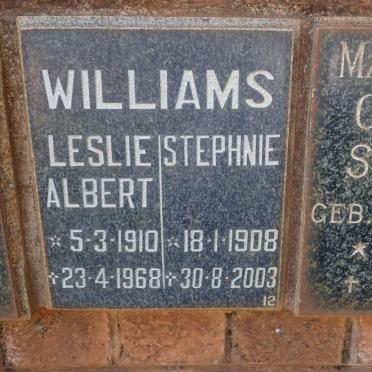 WILLIAMS
LESLIE STEPHNIE
ALBERT
* 5·3·1910 * 18·1·1908
+23·4·1968 + 30·8·2003
12
GEB.
*
+